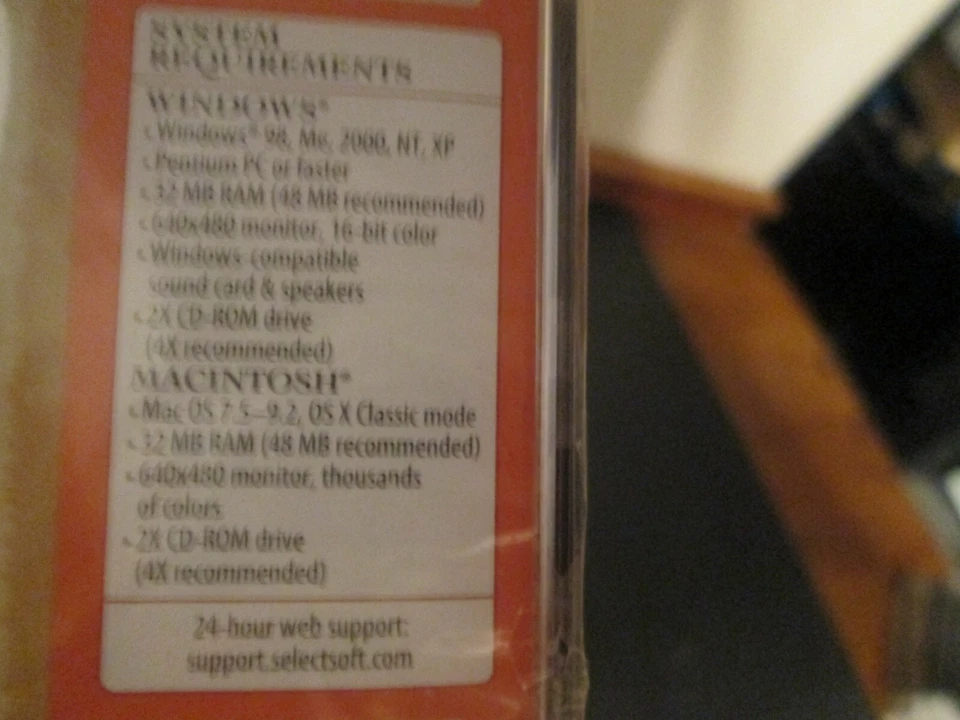 SYSTEM
REQUIREMENTS
WINDOWS®
• Windows® 98, Me, 2000, NT, XP
• Pentium PC or faster
• 32 MB RAM (48 MB recommended)
• 640x480 monitor, 16-bit color
• Windows-compatible
sound card & speakers
• 2X CD-ROM drive
(4X recommended)
MACINTOSH®
• Mac OS 7.5–9.2, OS X Classic mode
• 32 MB RAM (48 MB recommended)
• 640x480 monitor, thousands
of colors
• 2X CD-ROM drive
(4X recommended)
24-hour web support:
support.selectsoft.com